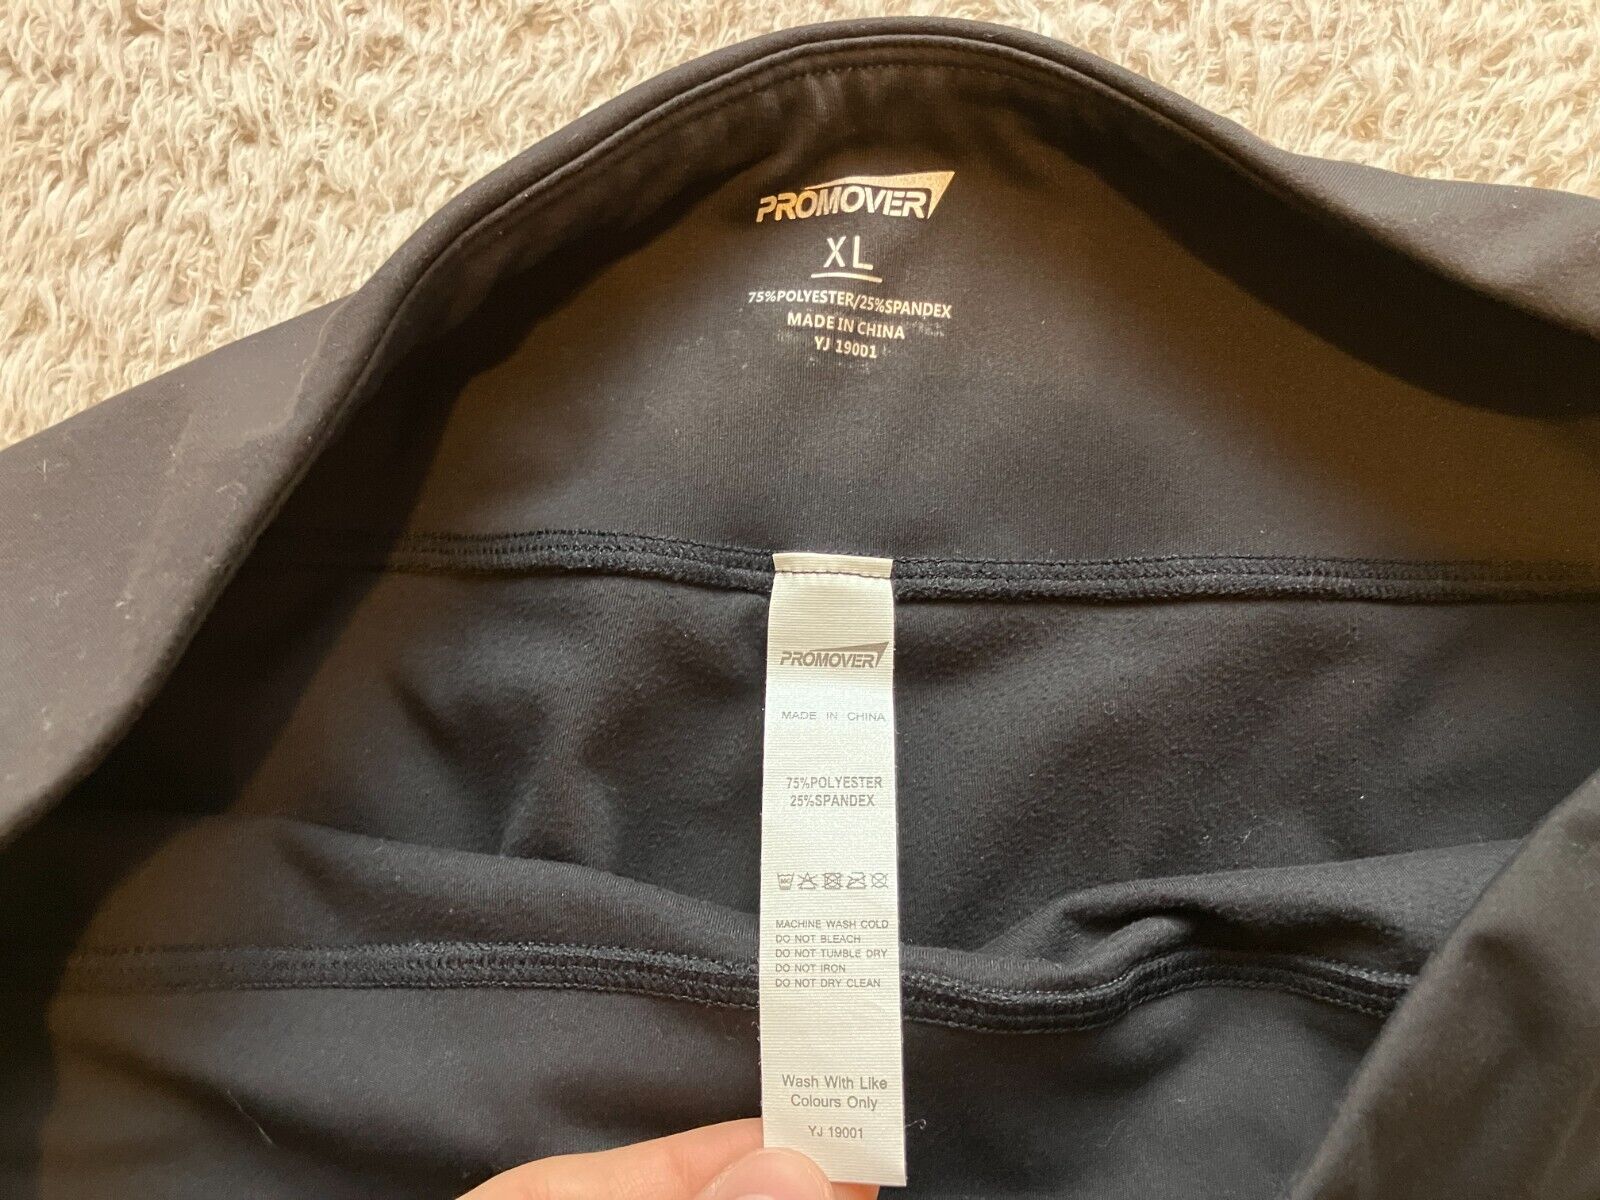 PROMOVER
XL
75%POLYESTER/25%SPANDEX
MADE IN CHINA
YJ 19001
PROMOVER
MADE IN CHINA
75%POLYESTER
25%SPANDEX
MACHINE WASH COLD
DO NOT BLEACH
DO NOT TUMBLE DRY
DO NOT IRON
DO NOT DRY CLEAN
Wash With Like
Colours Only
YJ 19001